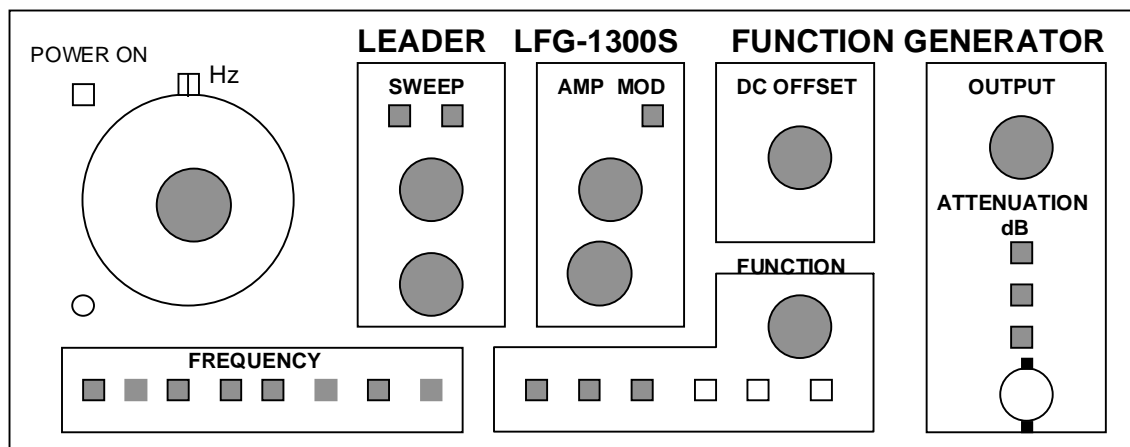 LEADER LFG-1300S FUNCTION GENERATOR
POWER ON
Hz
SWEEP
AMP MOD
DC OFFSET
OUTPUT
ATTENUATION
dB
FUNCTION
FREQUENCY